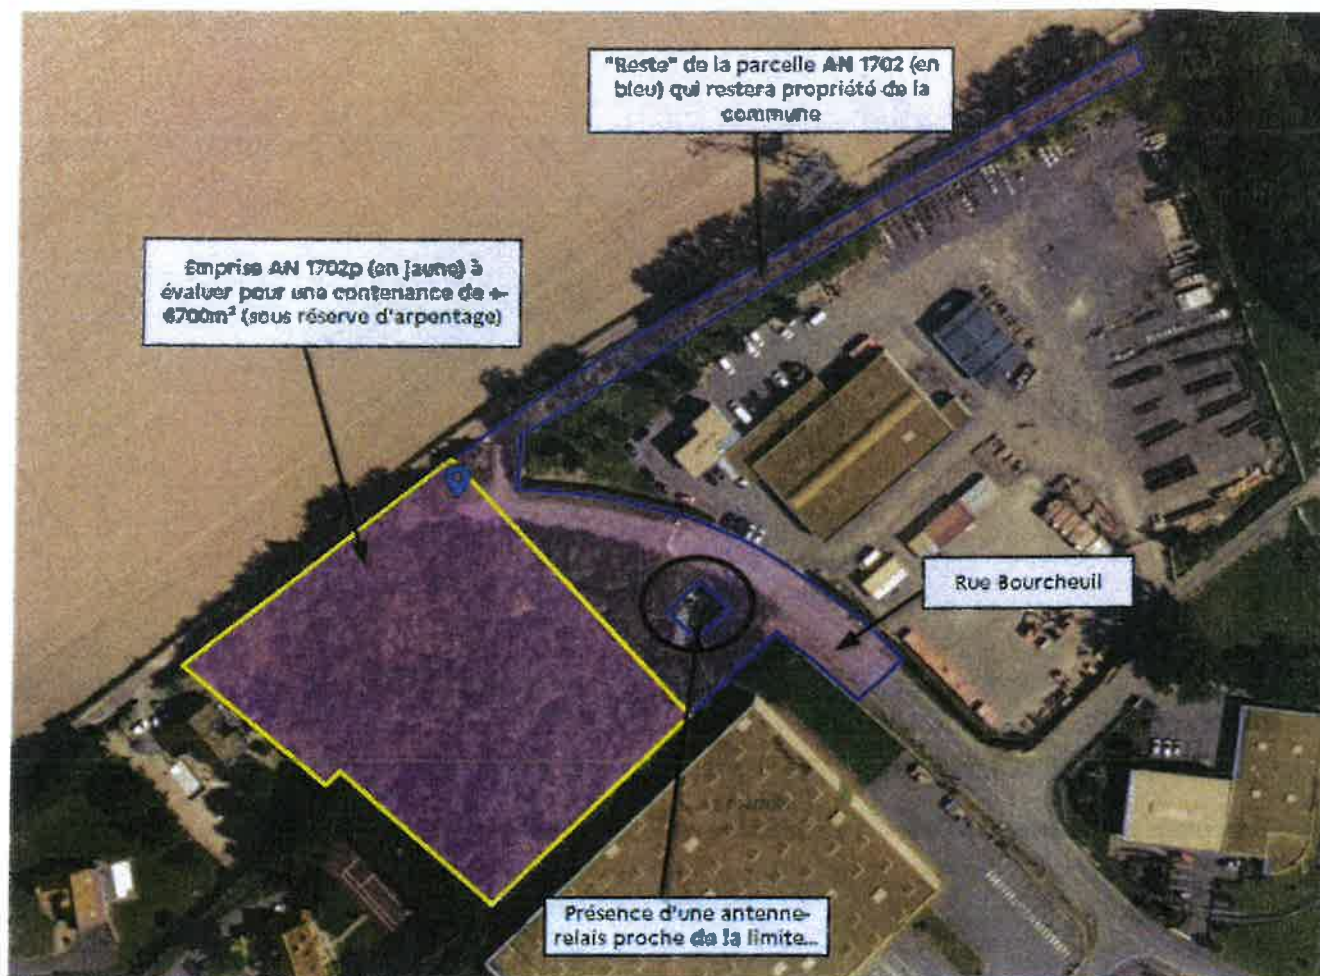 "Reste" de la parcelle AN 1702 (en
bleu) qui restera propriété de la
commune
Emprise AN 1702p (en jaune) à
évaluer pour une contenance de +-
6700m² (sous réserve d'arpentage)
Rue Bourcheuil
Présence d'une antenne-
relais proche de la limite...